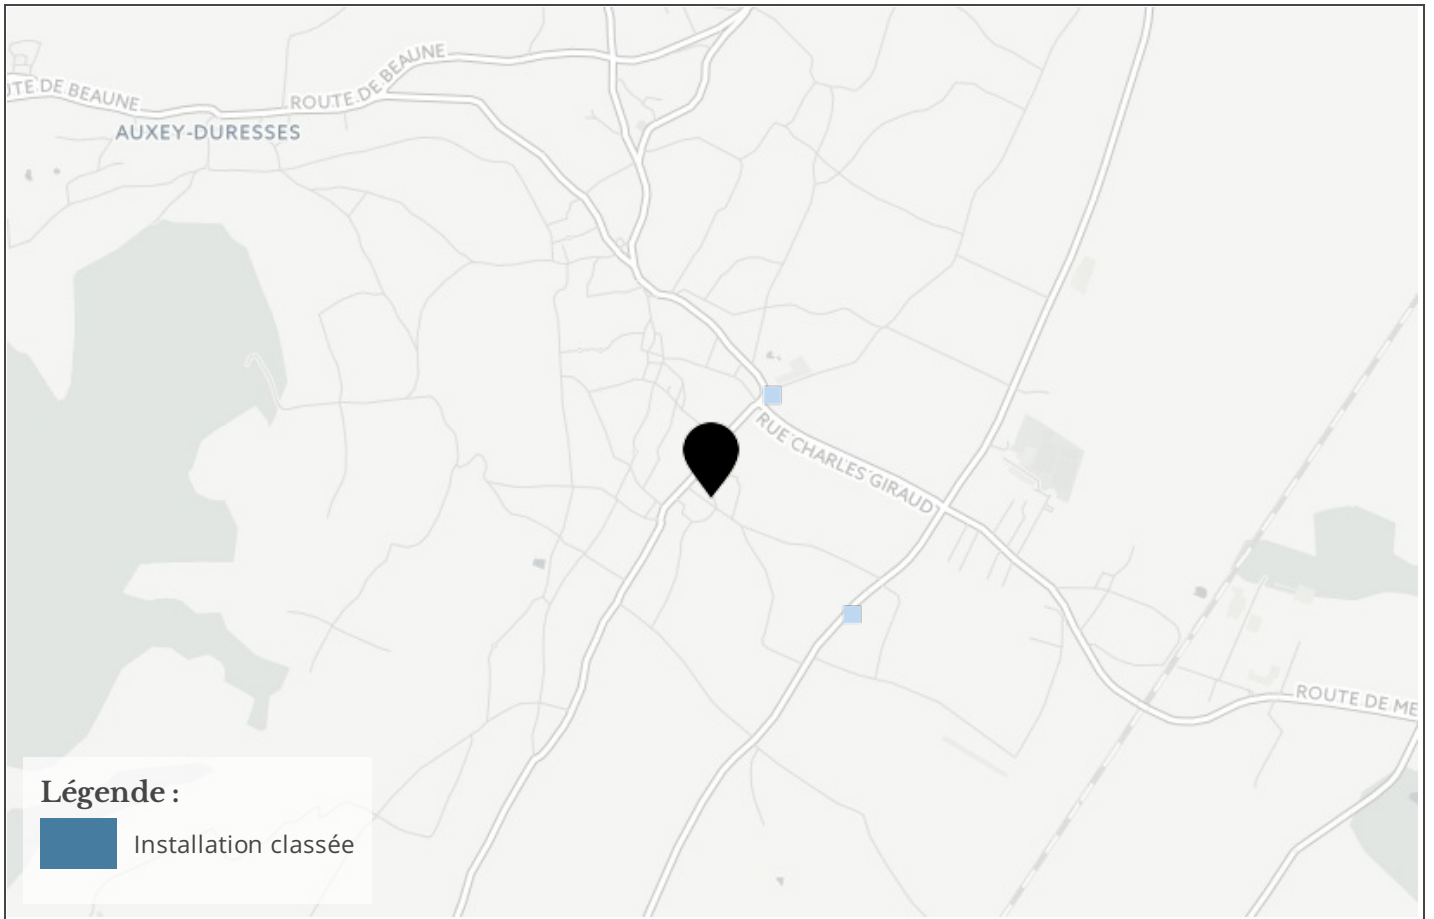 ROUTE DE BEAUNE
UTE DE BEAUNE
AUXEY-DURESSES
RUE CHARLES GIRAUD
ROUTE DE ME
Légende :
Installation classée